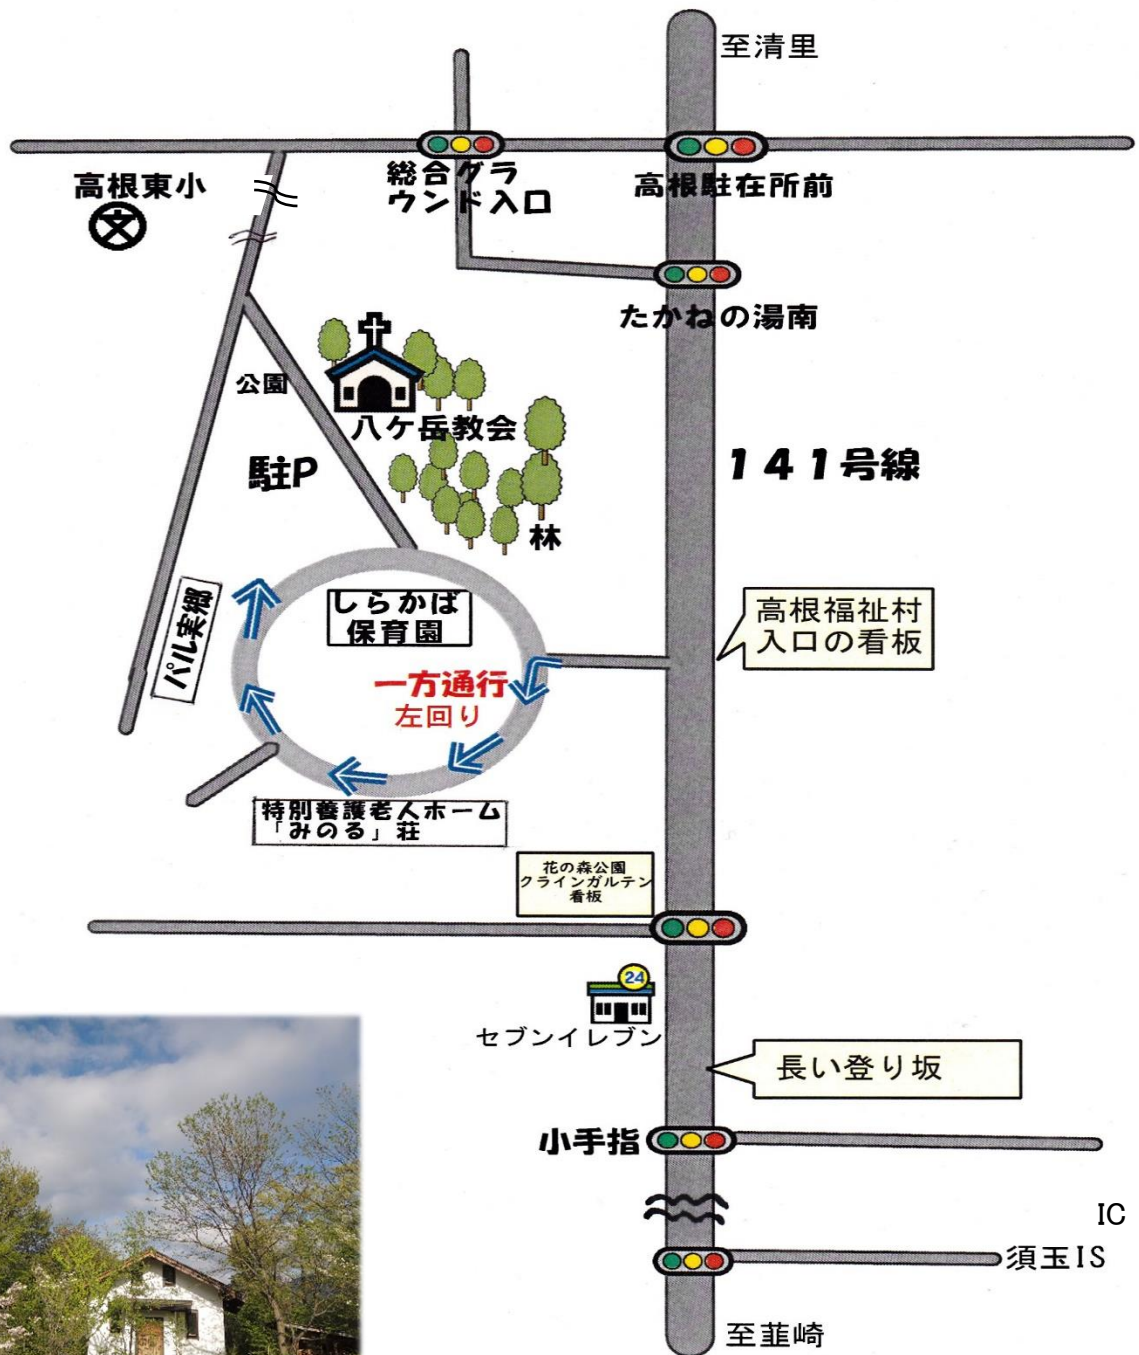 至清里
高根東小
総合グラ
ウンド入口
高根駐在所前
たかねの湯南
公園
八ケ岳教会
駐P
141号線
林
しらかば
保育園
パル実郷
高根福祉村
入口の看板
一方通行
左回り
特別養護老人ホーム
「みのる」荘
花の森公園
クラインガルテン
看板
24
セブンイレブン
長い登り坂
小手指
IC
須玉IS
至韮崎